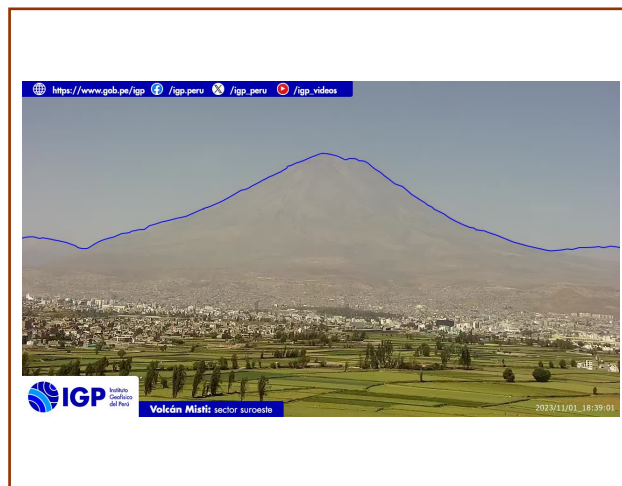 https://www.gob.pe/igp /igp.peru /igp_peru /igp_videos
IGP
Instituto
Geofísico
del Perú
Volcán Misti: sector suroeste
2023/11/01_18:39:01